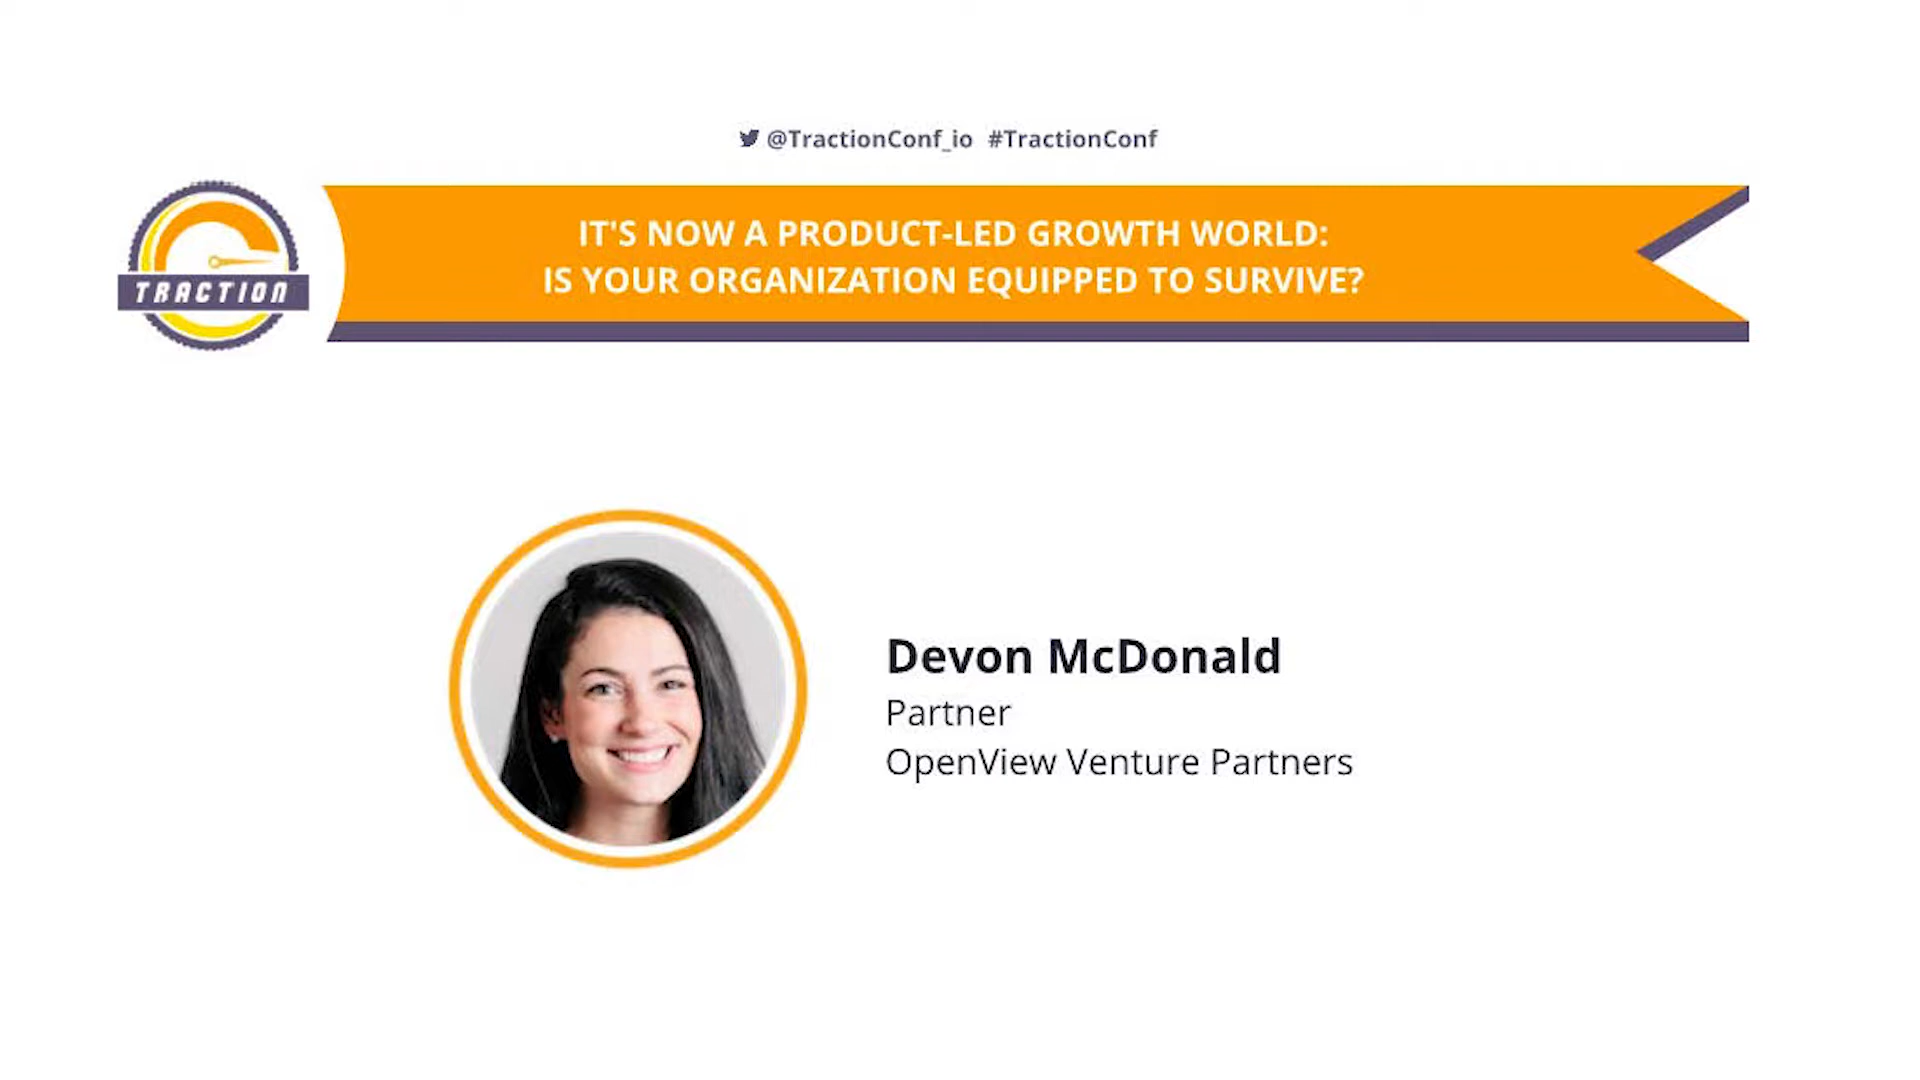 @TractionConf_io #TractionConf
TRACTION
IT'S NOW A PRODUCT-LED GROWTH WORLD:
IS YOUR ORGANIZATION EQUIPPED TO SURVIVE?
Devon McDonald
Partner
OpenView Venture Partners